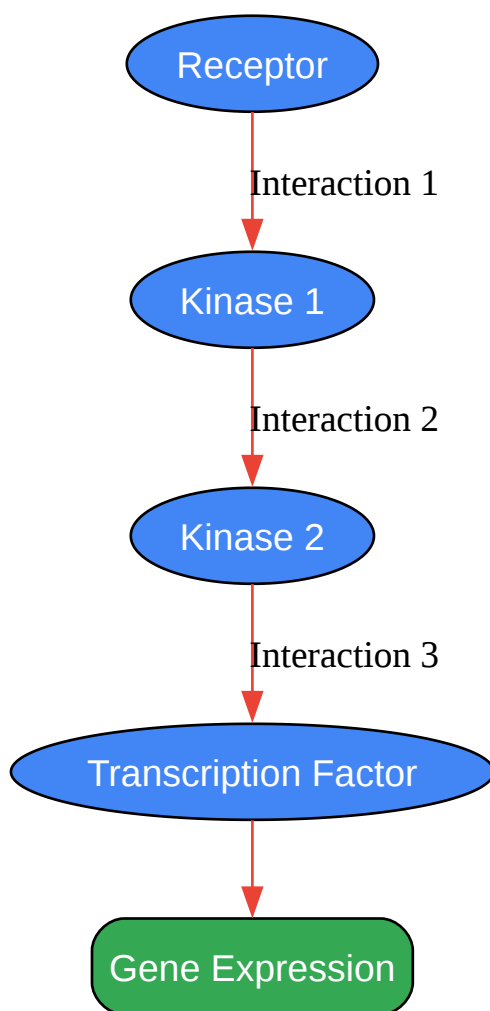 Receptor
Interaction 1
Kinase 1
Interaction 2
Kinase 2
Interaction 3
Transcription Factor
Gene Expression